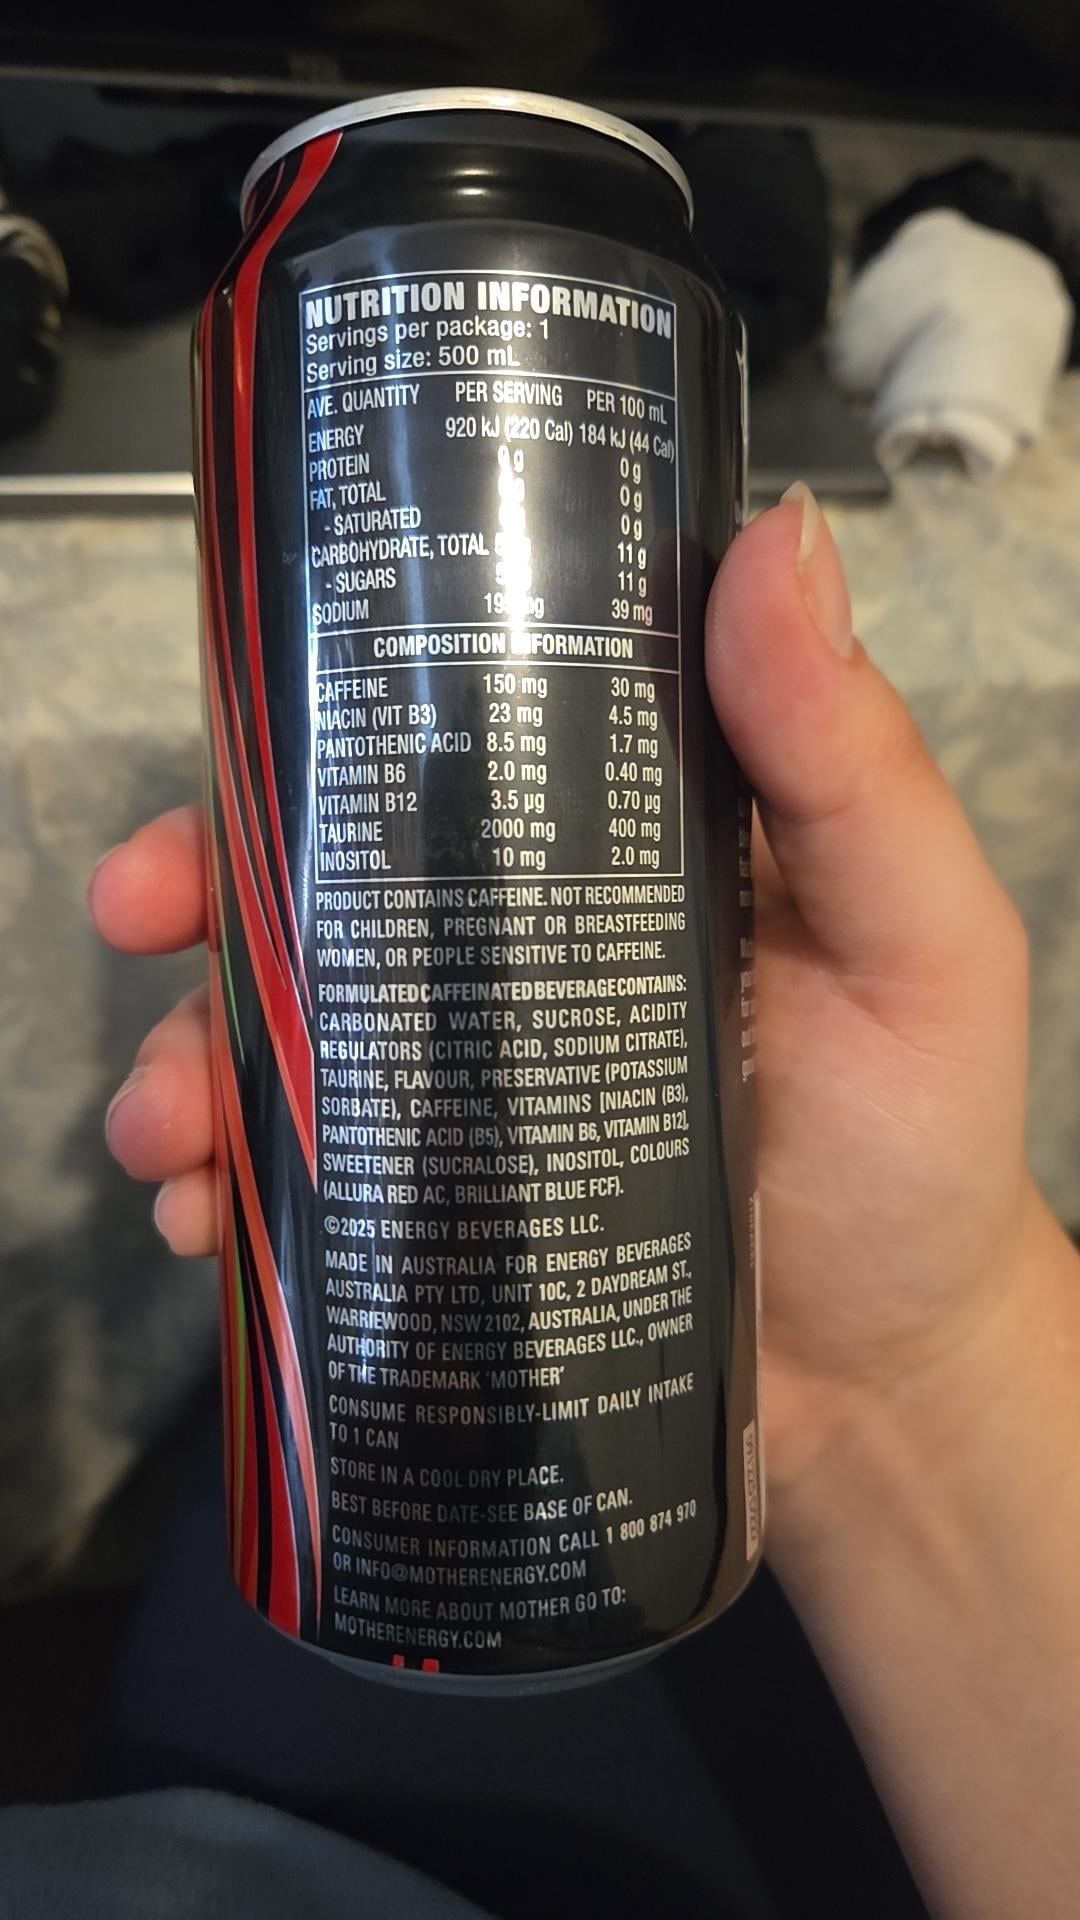 NUTRITION INFORMATION
Servings per package: 1
Serving size: 500 mL
AVE. QUANTITY PER SERVING PER 100 mL
ENERGY 920 kJ (220 Cal) 184 kJ (44 Cal)
PROTEIN 0 g 0 g
FAT, TOTAL g 0 g
- SATURATED 0 g
CARBOHYDRATE, TOTAL 11 g
- SUGARS 11 g
SODIUM 39 mg
COMPOSITION INFORMATION
CAFFEINE 150 mg 30 mg
NIACIN (VIT B3) 23 mg 4.5 mg
PANTOTHENIC ACID 8.5 mg 1.7 mg
VITAMIN B6 2.0 mg 0.40 mg
VITAMIN B12 3.5 µg 0.70 µg
TAURINE 2000 mg 400 mg
INOSITOL 10 mg 2.0 mg
PRODUCT CONTAINS CAFFEINE. NOT RECOMMENDED
FOR CHILDREN, PREGNANT OR BREASTFEEDING
WOMEN, OR PEOPLE SENSITIVE TO CAFFEINE.
FORMULATED CAFFEINATED BEVERAGE CONTAINS:
CARBONATED WATER, SUCROSE, ACIDITY
REGULATORS (CITRIC ACID, SODIUM CITRATE),
TAURINE, FLAVOUR, PRESERVATIVE (POTASSIUM
SORBATE), CAFFEINE, VITAMINS [NIACIN (B3),
PANTOTHENIC ACID (B5), VITAMIN B6, VITAMIN B12],
SWEETENER (SUCRALOSE), INOSITOL, COLOURS
(ALLURA RED AC, BRILLIANT BLUE FCF).
©2025 ENERGY BEVERAGES LLC.
MADE IN AUSTRALIA FOR ENERGY BEVERAGES
AUSTRALIA PTY LTD, UNIT 10C, 2 DAYDREAM ST.,
WARRIEWOOD, NSW 2102, AUSTRALIA, UNDER THE
AUTHORITY OF ENERGY BEVERAGES LLC., OWNER
OF THE TRADEMARK 'MOTHER'
CONSUME RESPONSIBLY-LIMIT DAILY INTAKE
TO 1 CAN
STORE IN A COOL DRY PLACE.
BEST BEFORE DATE-SEE BASE OF CAN.
CONSUMER INFORMATION CALL 1 800 874 970
OR INFO@MOTHERENERGY.COM
LEARN MORE ABOUT MOTHER GO TO:
MOTHERENERGY.COM